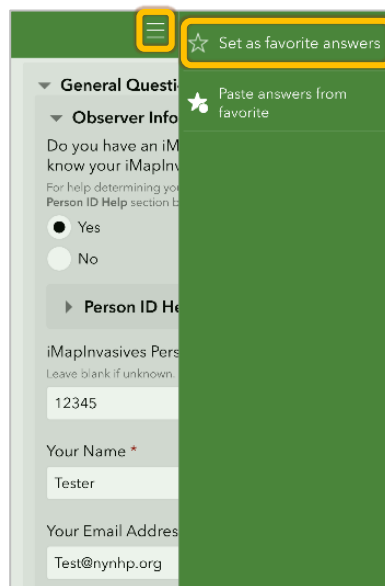 Set as favorite answers
Paste answers from
favorite
General Questi
Observer Info
Do you have an iM
know your iMapInv
For help determining you
Person ID Help section b
Yes
No
Person ID He
iMapInvasives Pers
Leave blank if unknown.
12345
Your Name *
Tester
Your Email Addres
Test@nynhp.org